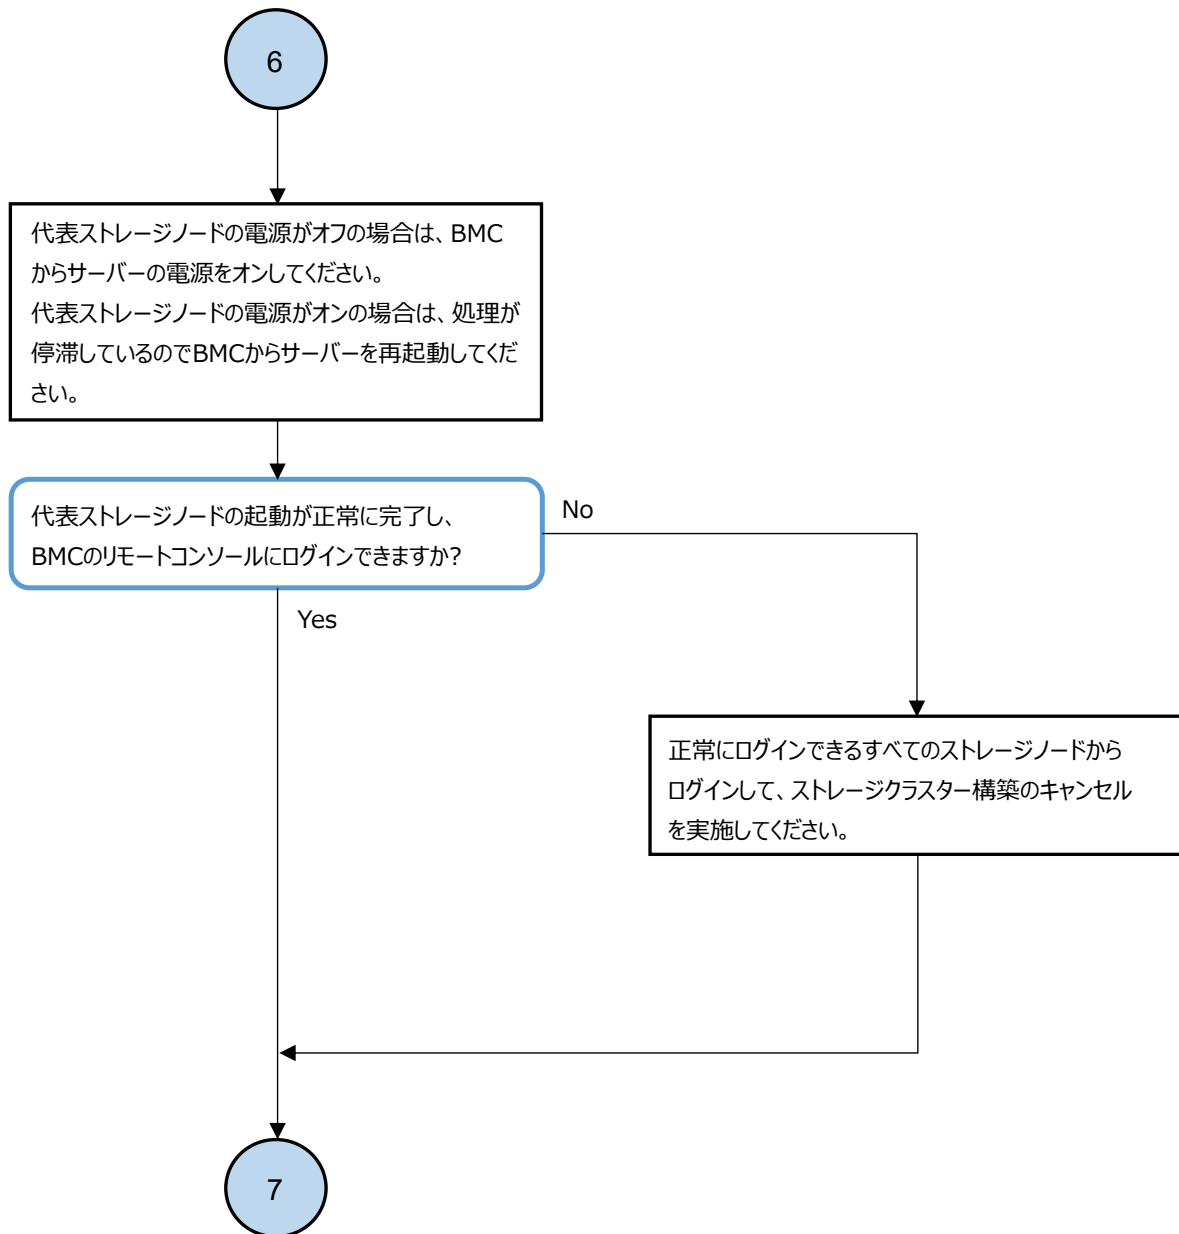 6
代表ストレージノードの電源がオフの場合は、BMC
からサーバーの電源をオンしてください。
代表ストレージノードの電源がオンの場合は、処理が
停滞しているのでBMCからサーバーを再起動してくだ
さい。
代表ストレージノードの起動が正常に完了し、
BMCのリモートコンソールにログインできますか?
No
Yes
正常にログインできるすべてのストレージノードから
ログインして、ストレージクラスター構築のキャンセル
を実施してください。
7